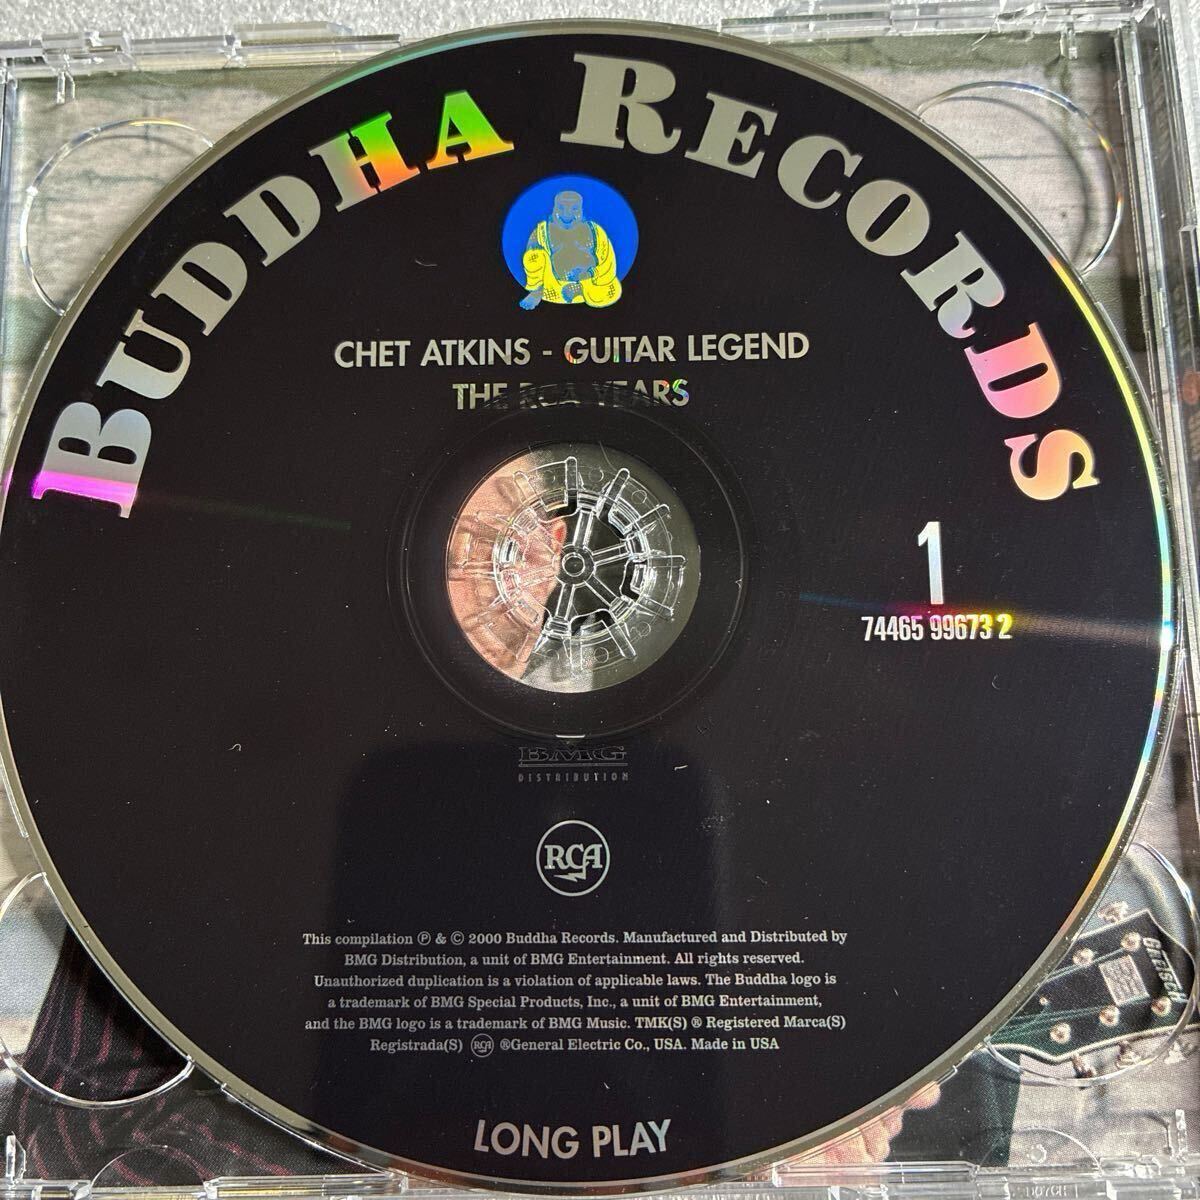 BUDDHA RECORDS
CHET ATKINS - GUITAR LEGEND
THE RCA YEARS
1
74465 99673 2
BMG
DISTRIBUTION
RCA
This compilation ℗ & © 2000 Buddha Records. Manufactured and Distributed by
BMG Distribution, a unit of BMG Entertainment. All rights reserved.
Unauthorized duplication is a violation of applicable laws. The Buddha logo is
a trademark of BMG Special Products, Inc., a unit of BMG Entertainment,
and the BMG logo is a trademark of BMG Music. TMK(S) ® Registered Marca(S)
Registrada(S) RCA ®General Electric Co., USA. Made in USA
LONG PLAY
GRETSCH